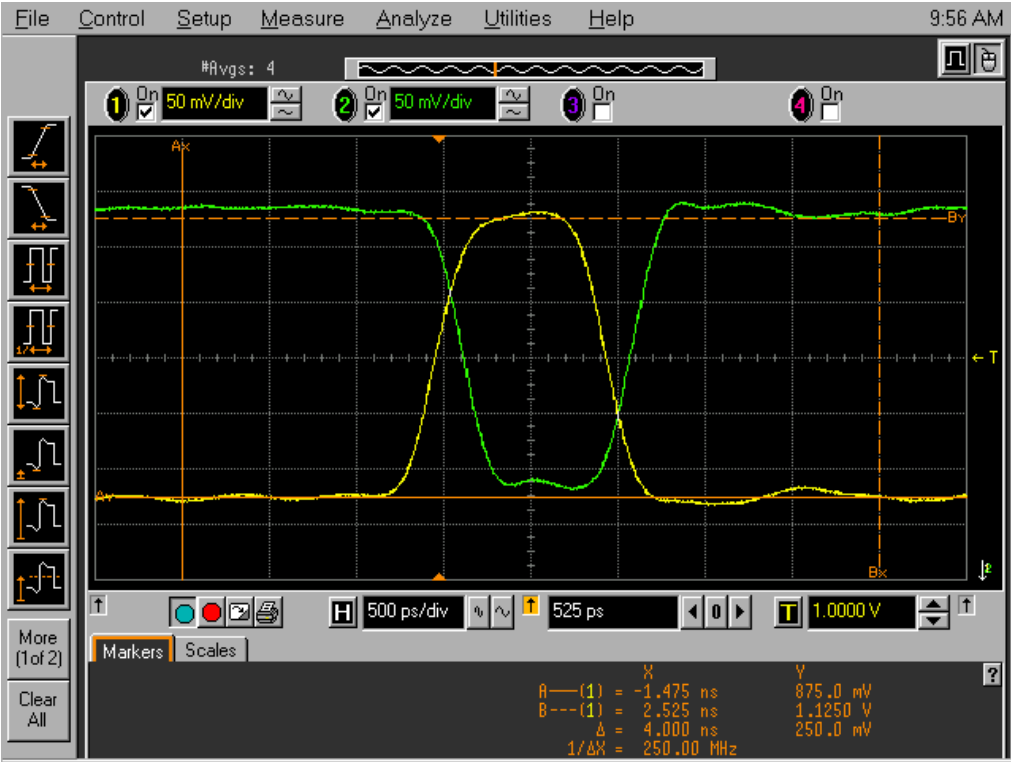 File Control Setup Measure Analyze Utilities Help 9:56 AM
#Avgs: 4
1 On 50 mV/div 2 On 50 mV/div 3 On 4 On
Ax
By
T
Ay
Bx
2
1/
H 500 ps/div 525 ps 0 T 1.0000 V
More
(1of 2)
Clear
All
Markers Scales
X Y
A——(1) = -1.475 ns 875.0 mV
B---(1) = 2.525 ns 1.1250 V
Δ = 4.000 ns 250.0 mV
1/ΔX = 250.00 MHz
?